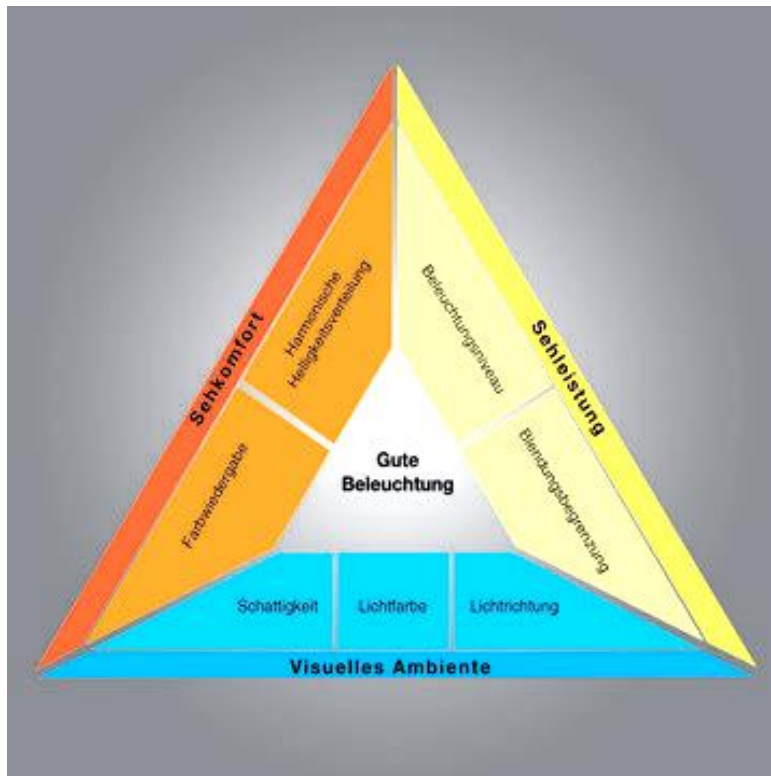 Sehkomfort
Harmonische
Helligkeitsverteilung
Farbwiedergabe
Sehleistung
Beleuchtungsniveau
Blendungsbegrenzung
Gute
Beleuchtung
Schattigkeit
Lichtfarbe
Lichtrichtung
Visuelles Ambiente